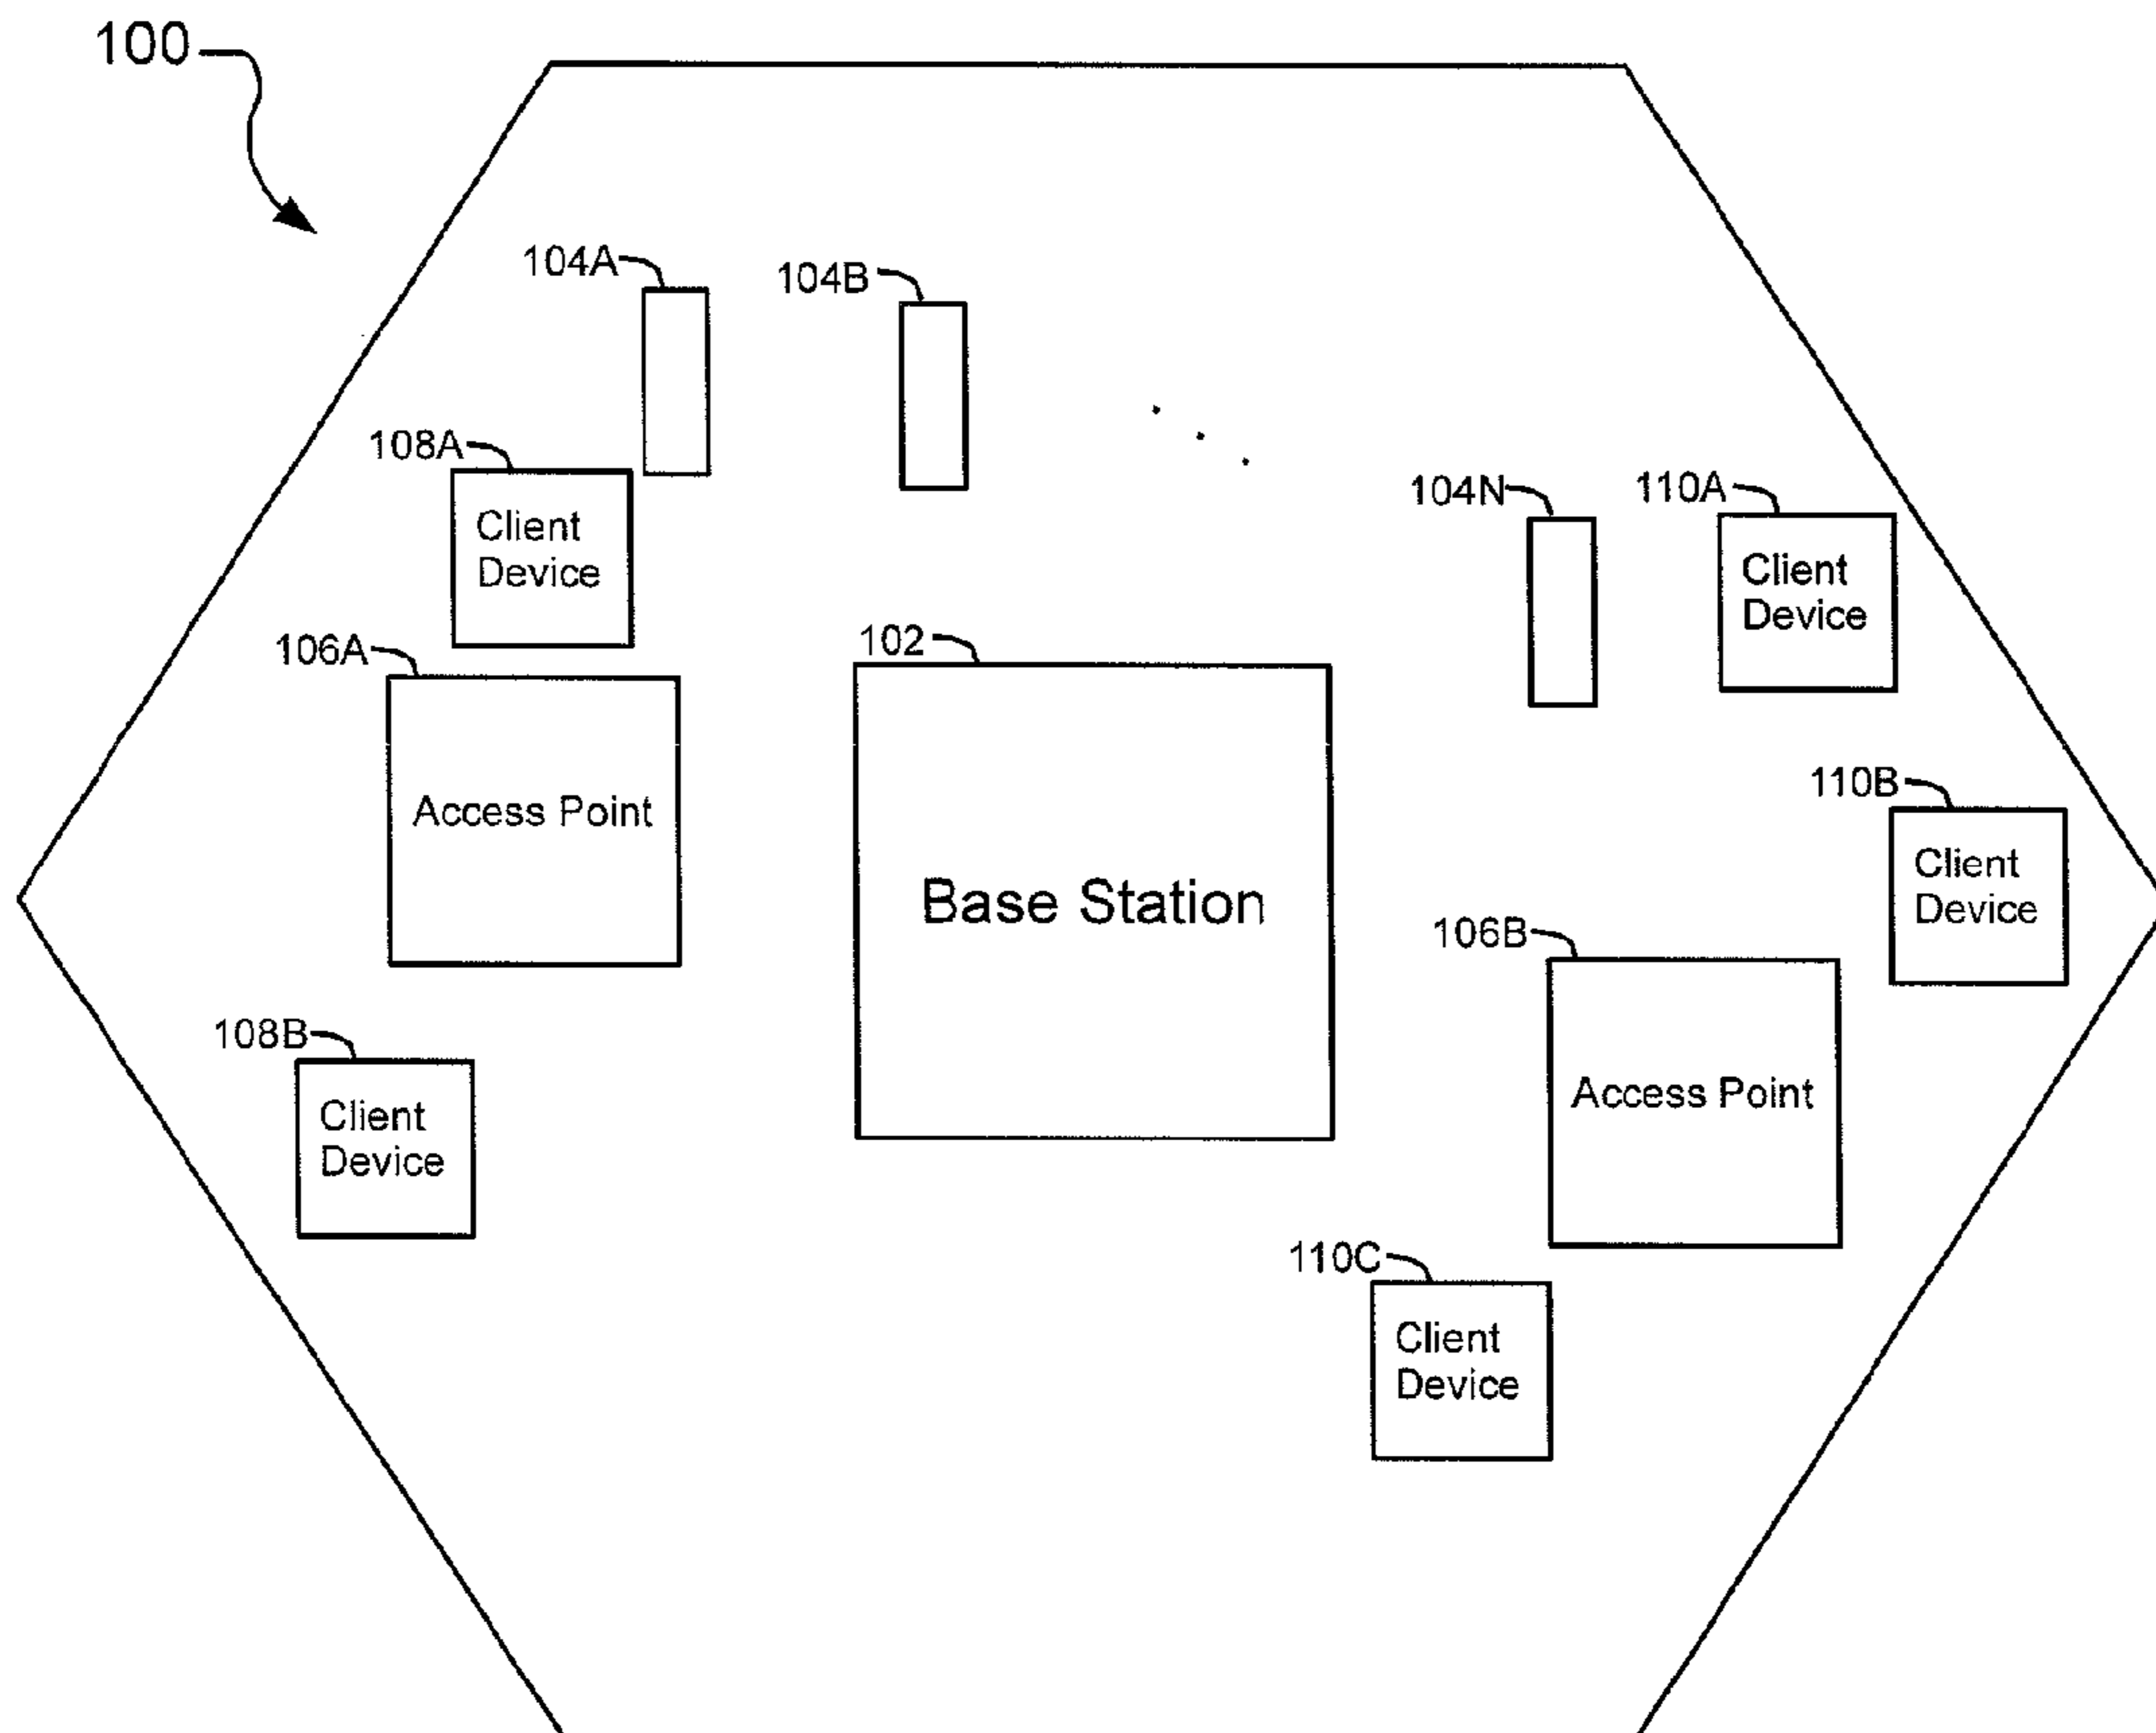 100
104A
104B
108A
Client
Device
104N
110A
Client
Device
106A
Access Point
102
Base Station
110B
Client
Device
106B
Access Point
108B
Client
Device
110C
Client
Device